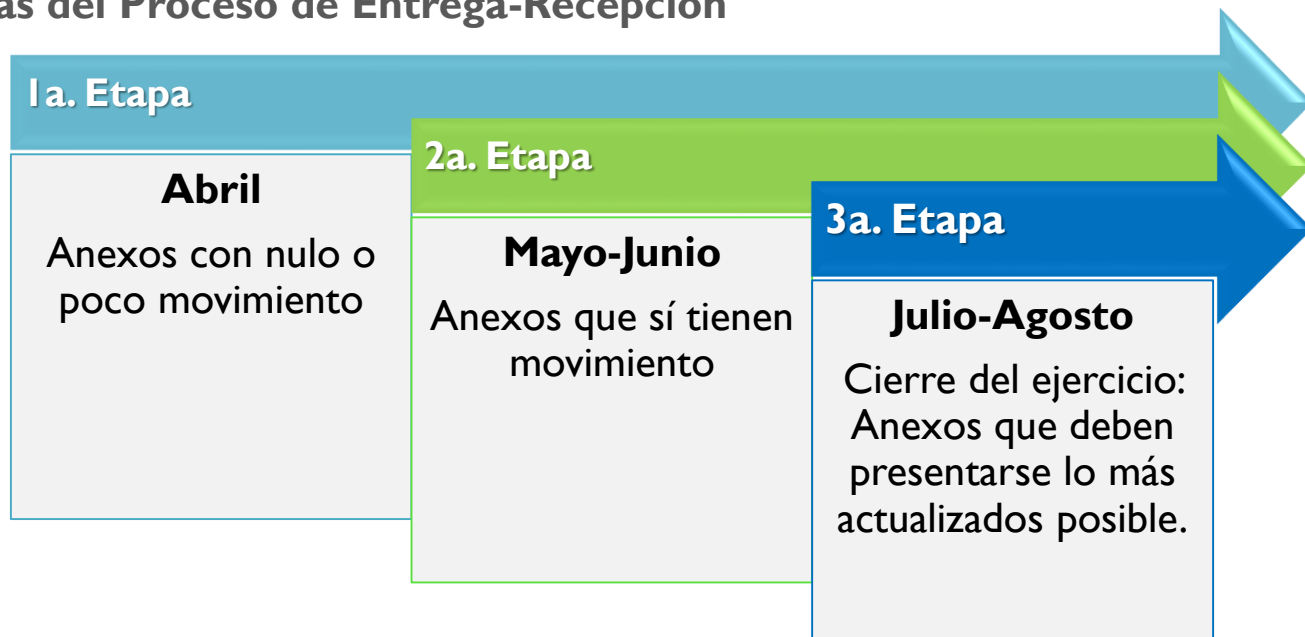 as del Proceso de Entrega-Recepción
1a. Etapa
Abril
Anexos con nulo o
poco movimiento
2a. Etapa
Mayo-Junio
Anexos que sí tienen
movimiento
3a. Etapa
Julio-Agosto
Cierre del ejercicio:
Anexos que deben
presentarse lo más
actualizados posible.